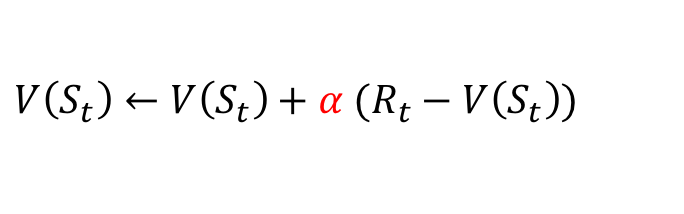 V(S_t) ← V(S_t) + α (R_t − V(S_t))